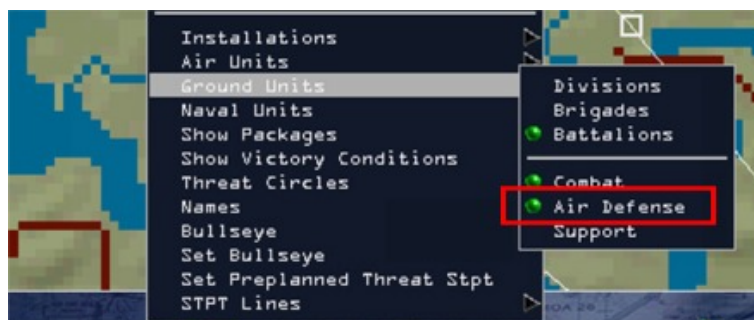 Installations
Air Units
Ground Units
Naval Units
Show Packages
Show Victory Conditions
Threat Circles
Names
Bullseye
Set Bullseye
Set Preplanned Threat Stpt
STPT Lines
Divisions
Brigades
Battalions
Combat
Air Defense
Support